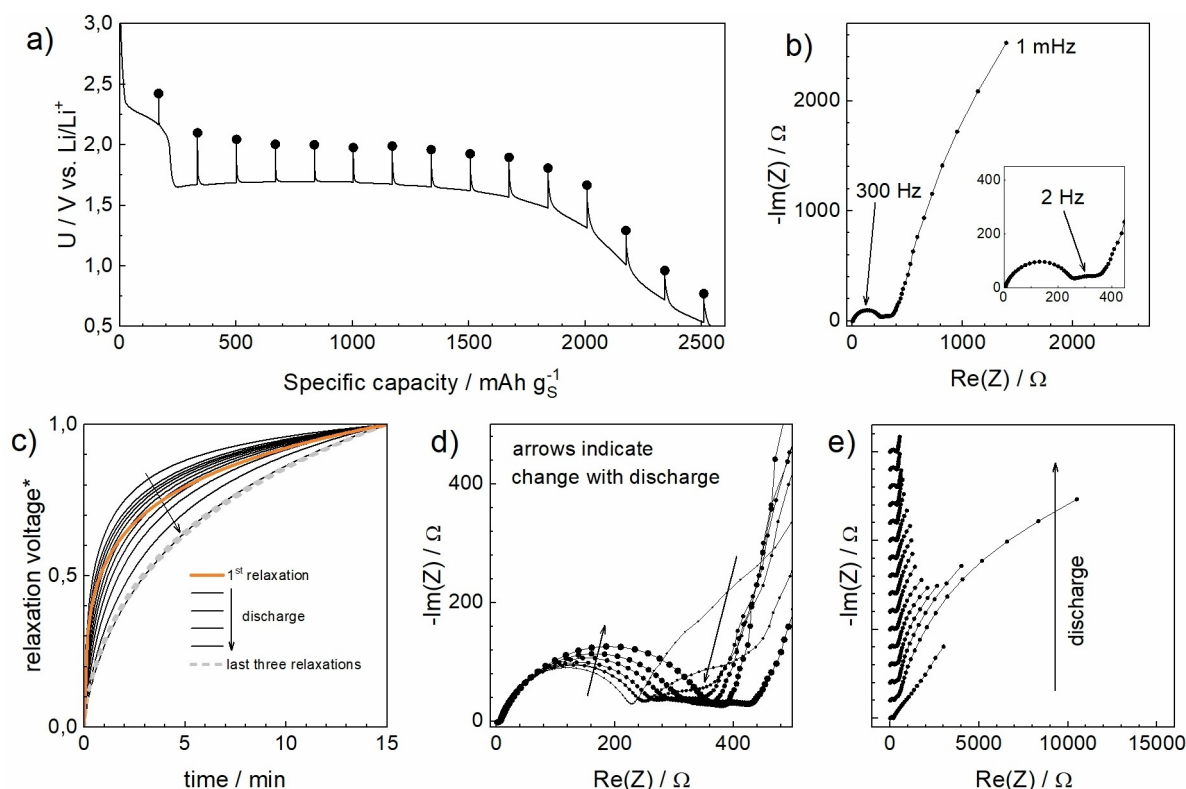 a)
3,0
2,5
2,0
1,5
1,0
0,5
U / V vs. Li/Li⁺
0
500
1000
1500
2000
2500
Specific capacity / mAh g_S⁻¹
b)
2000
1000
0
-Im(Z) / Ω
300 Hz
1 mHz
400
200
0
2 Hz
0
200
400
0
1000
2000
Re(Z) / Ω
c)
1,0
0,5
0,0
relaxation voltage*
1st relaxation
discharge
last three relaxations
0
5
10
15
time / min
d)
arrows indicate
change with discharge
400
200
0
-Im(Z) / Ω
0
200
400
Re(Z) / Ω
e)
-Im(Z) / Ω
discharge
0
5000
10000
15000
Re(Z) / Ω